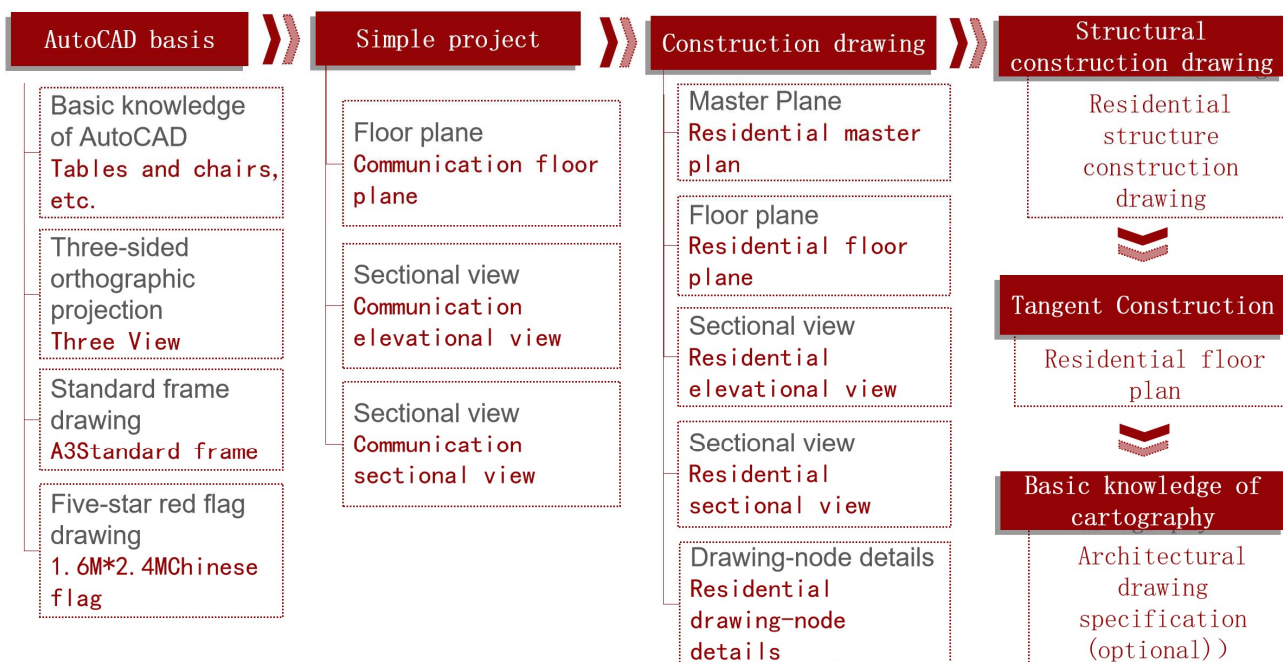 AutoCAD basis
Basic knowledge
of AutoCAD
Tables and chairs,
etc.
Three-sided
orthographic
projection
Three View
Standard frame
drawing
A3Standard frame
Five-star red flag
drawing
1.6M*2.4MChinese
flag
Simple project
Floor plane
Communication floor
plane
Sectional view
Communication
elevational view
Sectional view
Communication
sectional view
Construction drawing
Master Plane
Residential master
plan
Floor plane
Residential floor
plane
Sectional view
Residential
elevational view
Sectional view
Residential
sectional view
Drawing-node details
Residential
drawing-node
details
Structural
construction drawing
Residential
structure
construction
drawing
Tangent Construction
Residential floor
plan
Basic knowledge of
cartography
Architectural
drawing
specification
(optional))